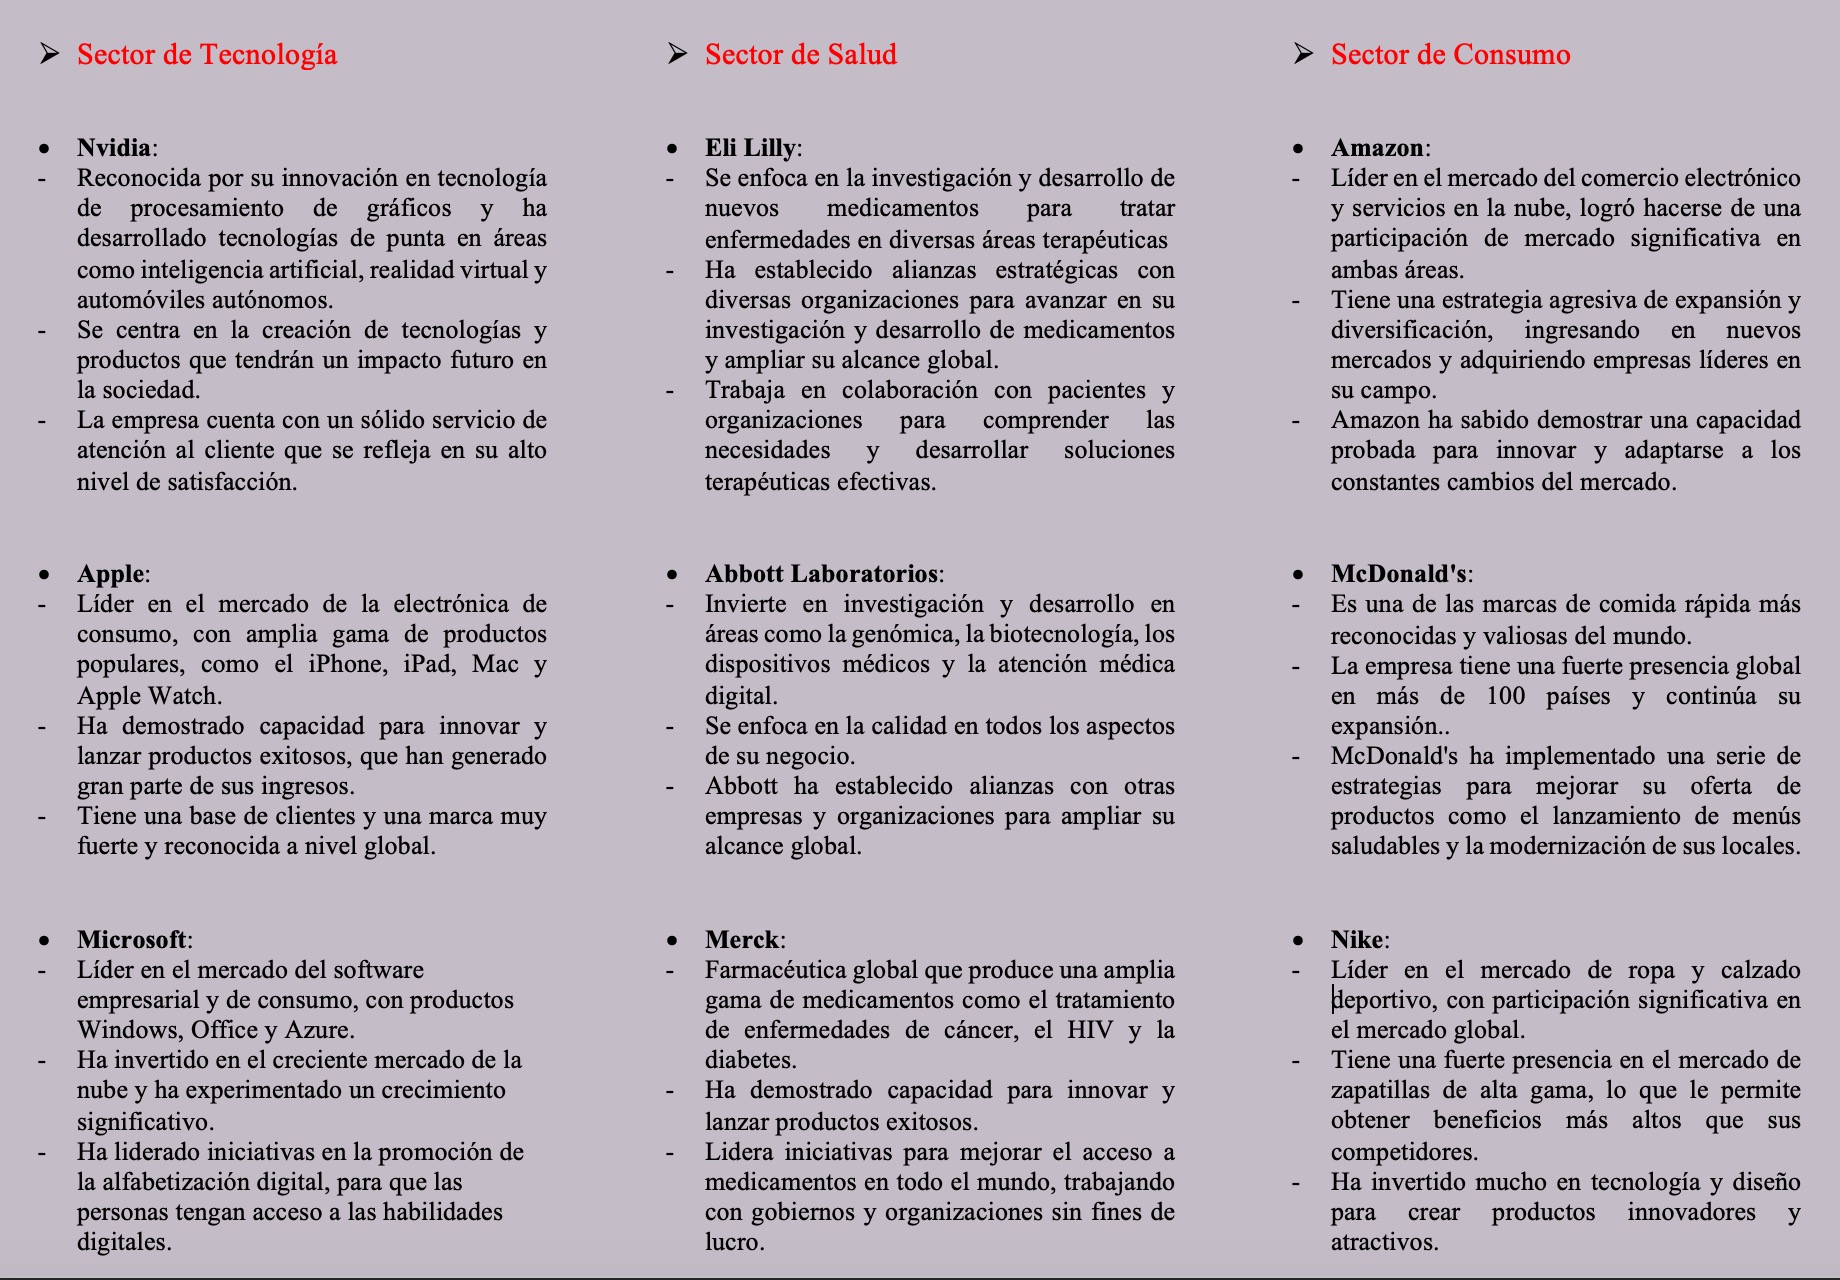 ➢ Sector de Tecnología
• Nvidia:
- Reconocida por su innovación en tecnología
de procesamiento de gráficos y ha
desarrollado tecnologías de punta en áreas
como inteligencia artificial, realidad virtual y
automóviles autónomos.
- Se centra en la creación de tecnologías y
productos que tendrán un impacto futuro en
la sociedad.
- La empresa cuenta con un sólido servicio de
atención al cliente que se refleja en su alto
nivel de satisfacción.
• Apple:
- Líder en el mercado de la electrónica de
consumo, con amplia gama de productos
populares, como el iPhone, iPad, Mac y
Apple Watch.
- Ha demostrado capacidad para innovar y
lanzar productos exitosos, que han generado
gran parte de sus ingresos.
- Tiene una base de clientes y una marca muy
fuerte y reconocida a nivel global.
• Microsoft:
- Líder en el mercado del software
empresarial y de consumo, con productos
Windows, Office y Azure.
- Ha invertido en el creciente mercado de la
nube y ha experimentado un crecimiento
significativo.
- Ha liderado iniciativas en la promoción de
la alfabetización digital, para que las
personas tengan acceso a las habilidades
digitales.
➢ Sector de Salud
• Eli Lilly:
- Se enfoca en la investigación y desarrollo de
nuevos medicamentos para tratar
enfermedades en diversas áreas terapéuticas
- Ha establecido alianzas estratégicas con
diversas organizaciones para avanzar en su
investigación y desarrollo de medicamentos
y ampliar su alcance global.
- Trabaja en colaboración con pacientes y
organizaciones para comprender las
necesidades y desarrollar soluciones
terapéuticas efectivas.
• Abbott Laboratorios:
- Invierte en investigación y desarrollo en
áreas como la genómica, la biotecnología, los
dispositivos médicos y la atención médica
digital.
- Se enfoca en la calidad en todos los aspectos
de su negocio.
- Abbott ha establecido alianzas con otras
empresas y organizaciones para ampliar su
alcance global.
• Merck:
- Farmacéutica global que produce una amplia
gama de medicamentos como el tratamiento
de enfermedades de cáncer, el HIV y la
diabetes.
- Ha demostrado capacidad para innovar y
lanzar productos exitosos.
- Lidera iniciativas para mejorar el acceso a
medicamentos en todo el mundo, trabajando
con gobiernos y organizaciones sin fines de
lucro.
➢ Sector de Consumo
• Amazon:
- Líder en el mercado del comercio electrónico
y servicios en la nube, logró hacerse de una
participación de mercado significativa en
ambas áreas.
- Tiene una estrategia agresiva de expansión y
diversificación, ingresando en nuevos
mercados y adquiriendo empresas líderes en
su campo.
- Amazon ha sabido demostrar una capacidad
probada para innovar y adaptarse a los
constantes cambios del mercado.
• McDonald's:
- Es una de las marcas de comida rápida más
reconocidas y valiosas del mundo.
- La empresa tiene una fuerte presencia global
en más de 100 países y continúa su
expansión..
- McDonald's ha implementado una serie de
estrategias para mejorar su oferta de
productos como el lanzamiento de menús
saludables y la modernización de sus locales.
• Nike:
- Líder en el mercado de ropa y calzado
deportivo, con participación significativa en
el mercado global.
- Tiene una fuerte presencia en el mercado de
zapatillas de alta gama, lo que le permite
obtener beneficios más altos que sus
competidores.
- Ha invertido mucho en tecnología y diseño
para crear productos innovadores y
atractivos.